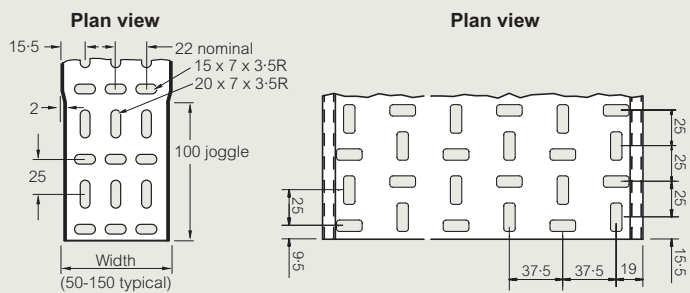 Plan view
15·5
22 nominal
15 x 7 x 3·5R
20 x 7 x 3·5R
2
100 joggle
25
Width
(50-150 typical)
Plan view
25
25
25
25
9·5
37·5
37·5
19
15·5